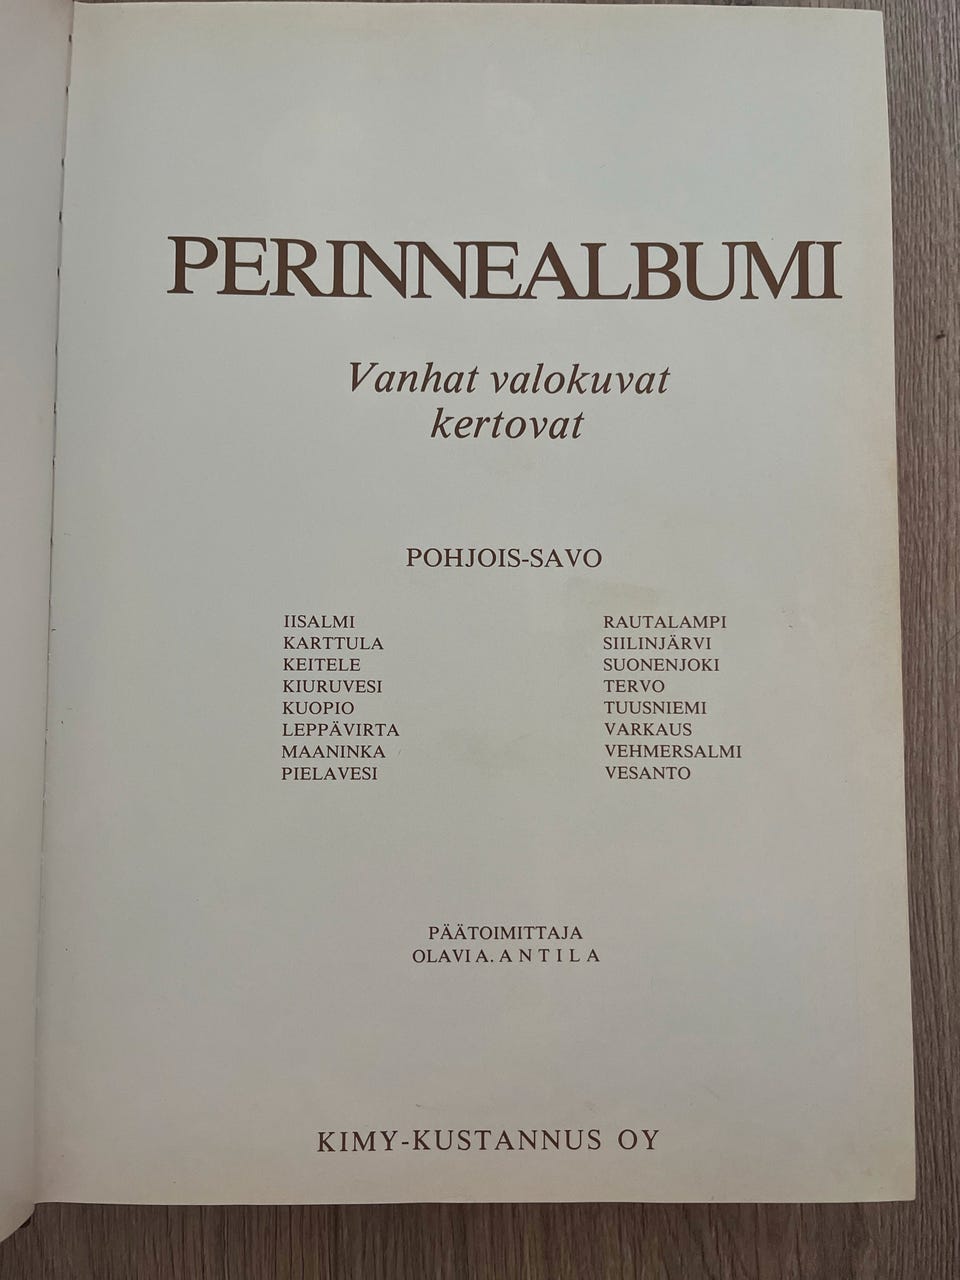 PERINNEALBUMI
Vanhat valokuvat
kertovat
POHJOIS-SAVO
IISALMI
KARTTULA
KEITELE
KIURUVESI
KUOPIO
LEPPÄVIRTA
MAANINKA
PIELAVESI
RAUTALAMPI
SIILINJÄRVI
SUONENJOKI
TERVO
TUUSNIEMI
VARKAUS
VEHMERSALMI
VESANTO
PÄÄTOIMITTAJA
OLAVI A. ANTILA
KIMY-KUSTANNUS OY